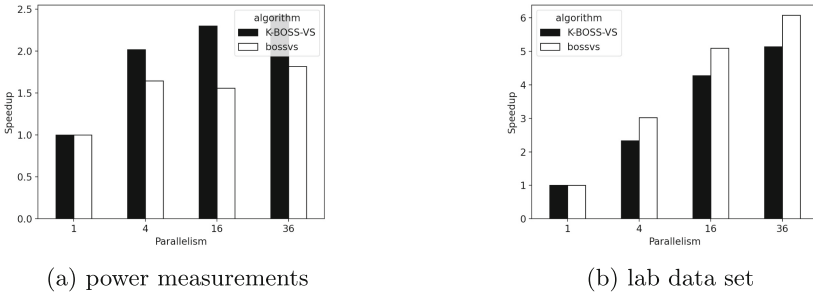 2.5
2.0
1.5
1.0
0.5
0.0
Speedup
algorithm
K-BOSS-VS
bossvs
1 4 16 36
Parallelism
(a) power measurements
6
5
4
3
2
1
0
Speedup
algorithm
K-BOSS-VS
bossvs
1 4 16 36
Parallelism
(b) lab data set